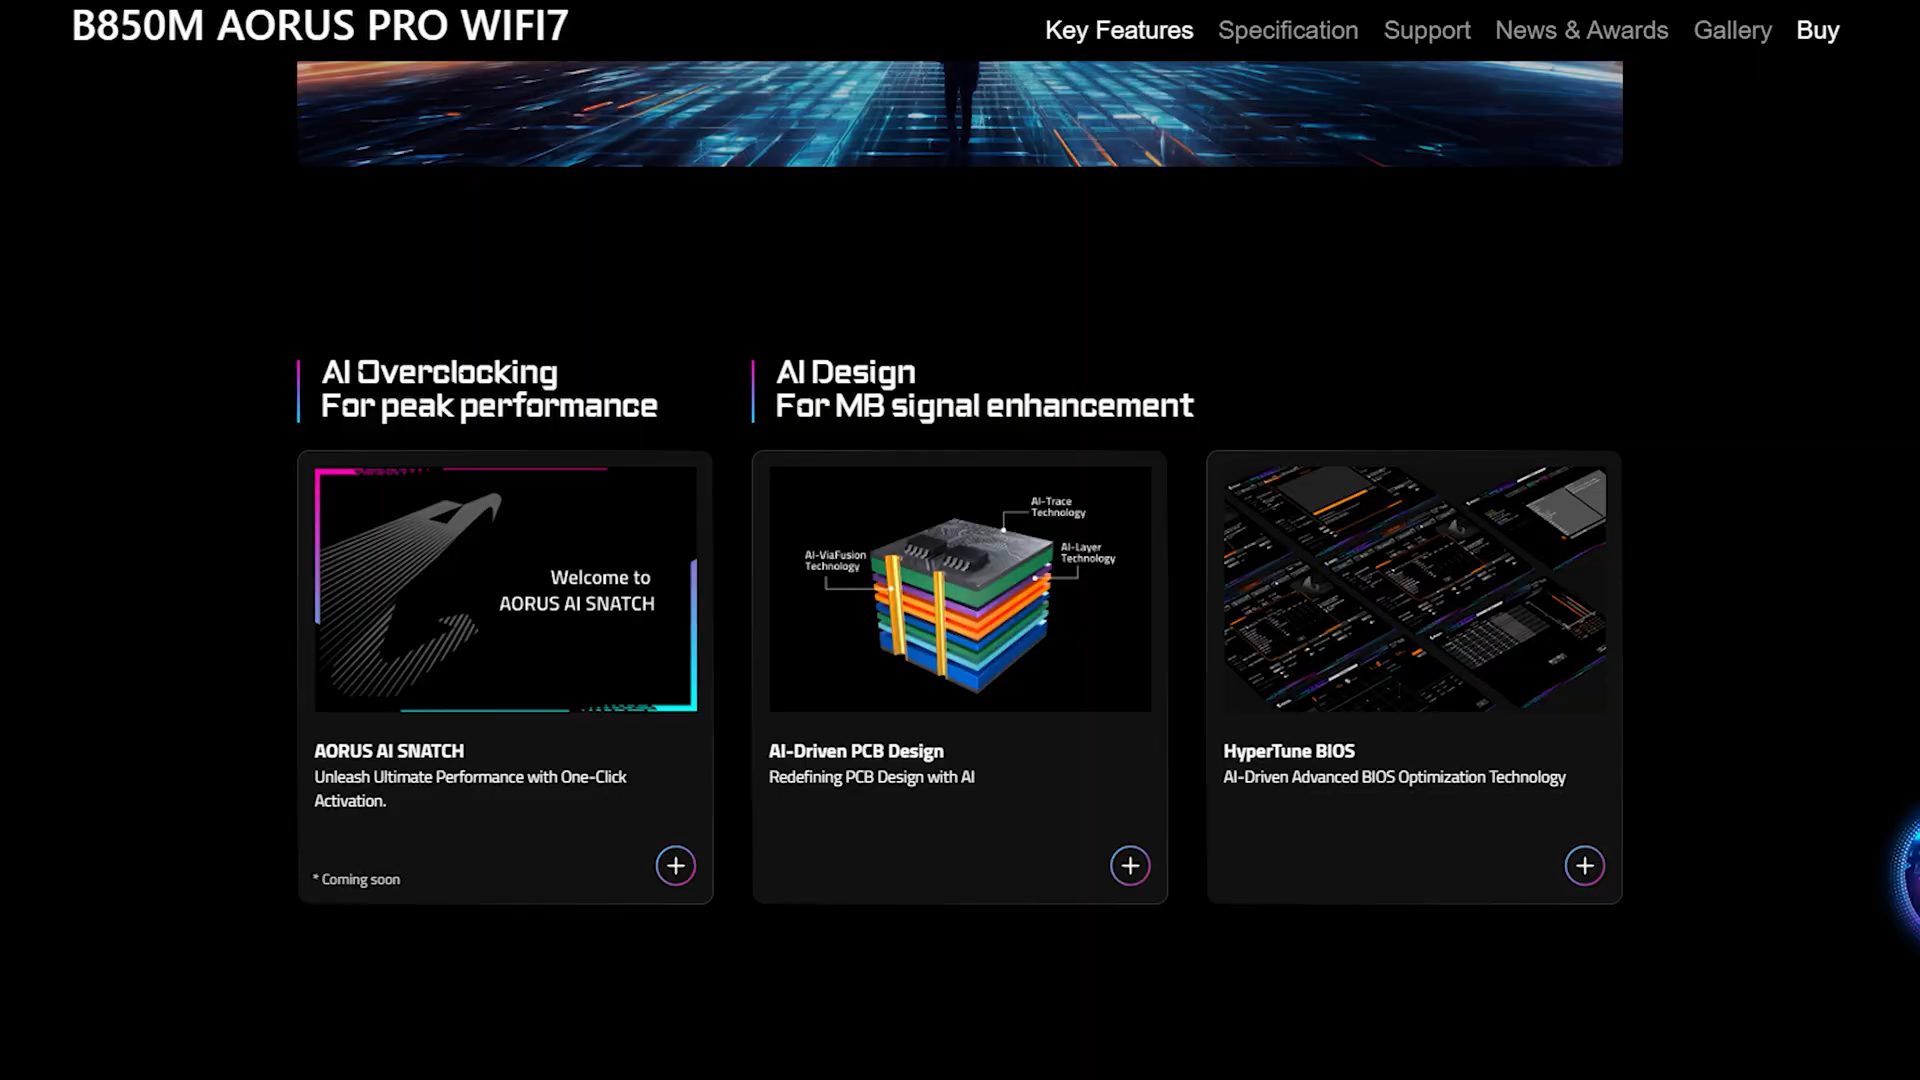 B850M AORUS PRO WIFI7
Key Features
Specification
Support
News & Awards
Gallery
Buy
AI Overclocking
For peak performance
AI Design
For MB signal enhancement
Welcome to
AORUS AI SNATCH
AI-Trace
Technology
AI-ViaFusion
Technology
AI-Layer
Technology
AORUS AI SNATCH
Unleash Ultimate Performance with One-Click
Activation.
* Coming soon
AI-Driven PCB Design
Redefining PCB Design with AI
HyperTune BIOS
AI-Driven Advanced BIOS Optimization Technology